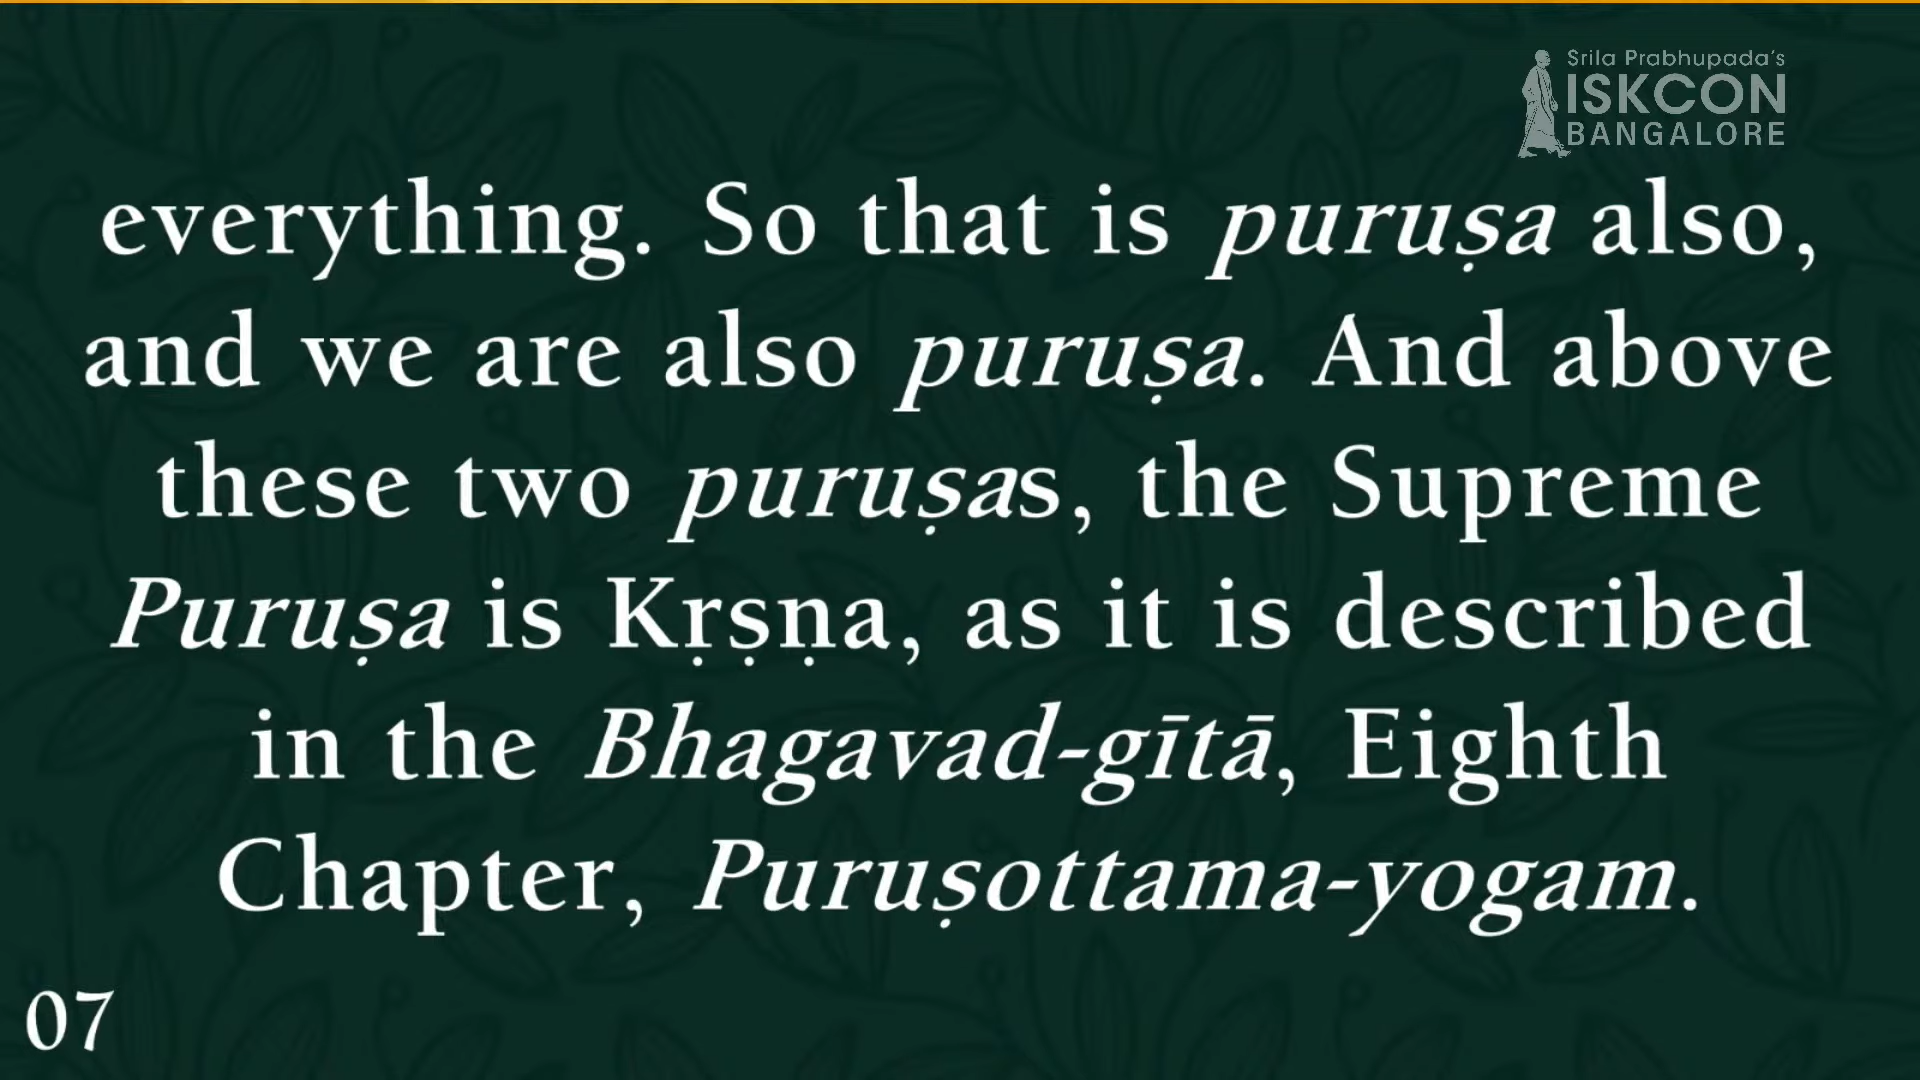 Srila Prabhupada's
ISKCON
BANGALORE
everything. So that is puruṣa also,
and we are also puruṣa. And above
these two puruṣas, the Supreme
Puruṣa is Kṛṣṇa, as it is described
in the Bhagavad-gītā, Eighth
Chapter, Puruṣottama-yogam.
07